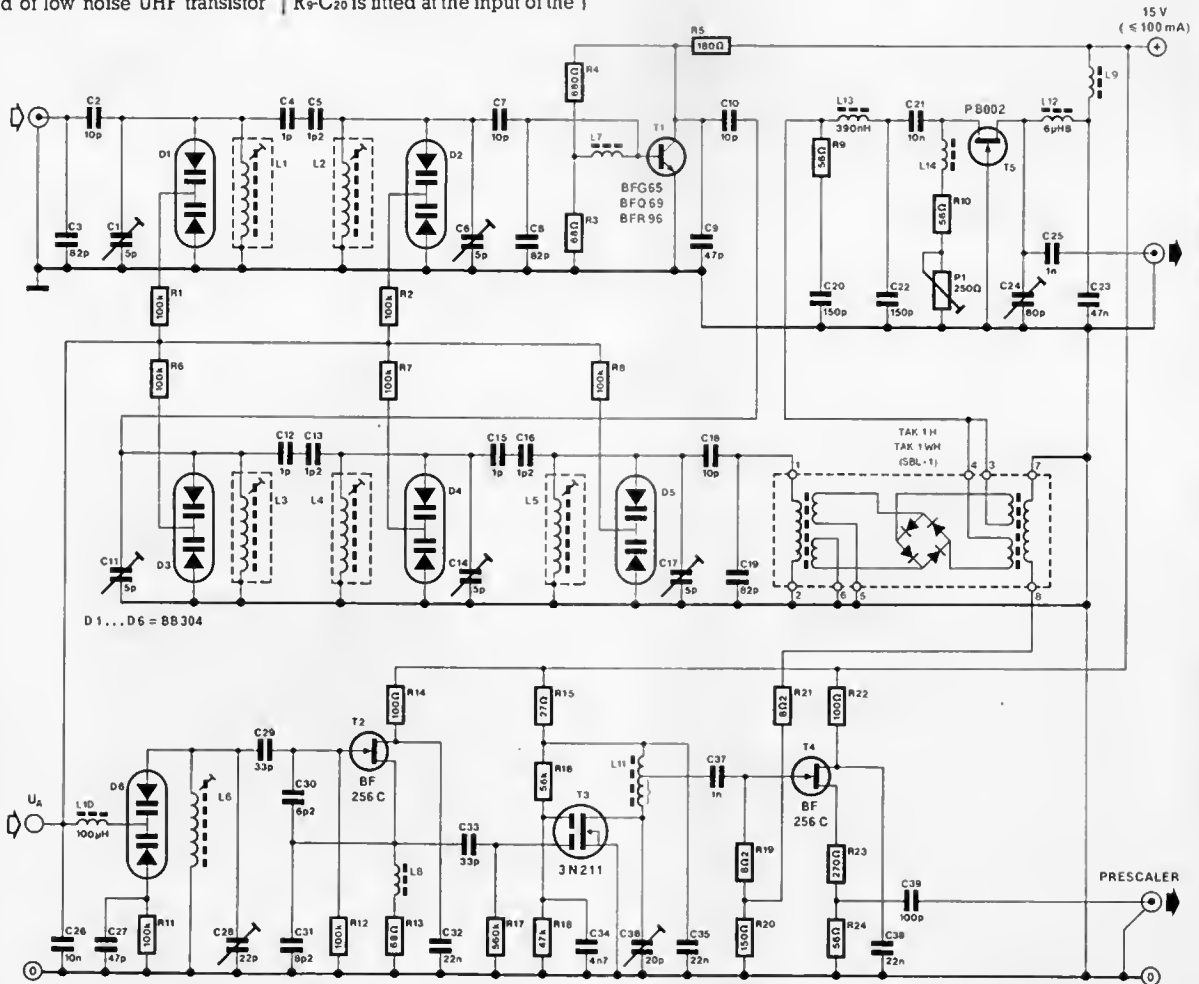 d of low noise UHF transistor
R9-C20 is fitted at the input of the
15 V
(≤ 100 mA)
R5
180Ω
L9
C2
10p
C4
1p
C5
1p2
C7
10p
R4
680Ω
C10
10p
L13
390nH
C21
10n
P8002
L12
6µH8
D1
L1
L2
D2
L7
T1
R9
56Ω
L14
T5
BFG65
BFQ69
BFR96
R3
68Ω
R10
56Ω
C3
82p
C1
5p
C6
5p
C8
82p
C9
47p
C25
1n
C20
150p
C22
150p
P1
250Ω
C24
80p
C23
47n
R1
100k
R2
100k
R6
100k
R7
100k
R8
100k
C12
1p
C13
1p2
C15
1p
C16
1p2
C18
10p
TAK 1H
TAK 1WH
(SBL-1)
1
4
3
7
L3
L4
D4
L5
D5
C11
5p
D3
C14
5p
C17
5p
C19
82p
2
6
5
8
D1...D6 = BB304
R14
100Ω
R15
27Ω
R21
8Ω2
R22
100Ω
T2
C29
33p
BF
256 C
R16
56k
L11
C37
1n
T4
BF
256 C
UA
L10
100µH
D6
L6
C30
6p2
T3
C33
33p
3N211
R19
8Ω2
R23
270Ω
L8
C39
100p
PRESCALER
C26
10n
C27
47p
R11
100k
C28
22p
C31
8p2
R12
100k
R13
68Ω
C32
22n
R17
560k
R18
47k
C34
4n7
C36
20p
C35
22n
R20
150Ω
R24
56Ω
C38
22n
0
0